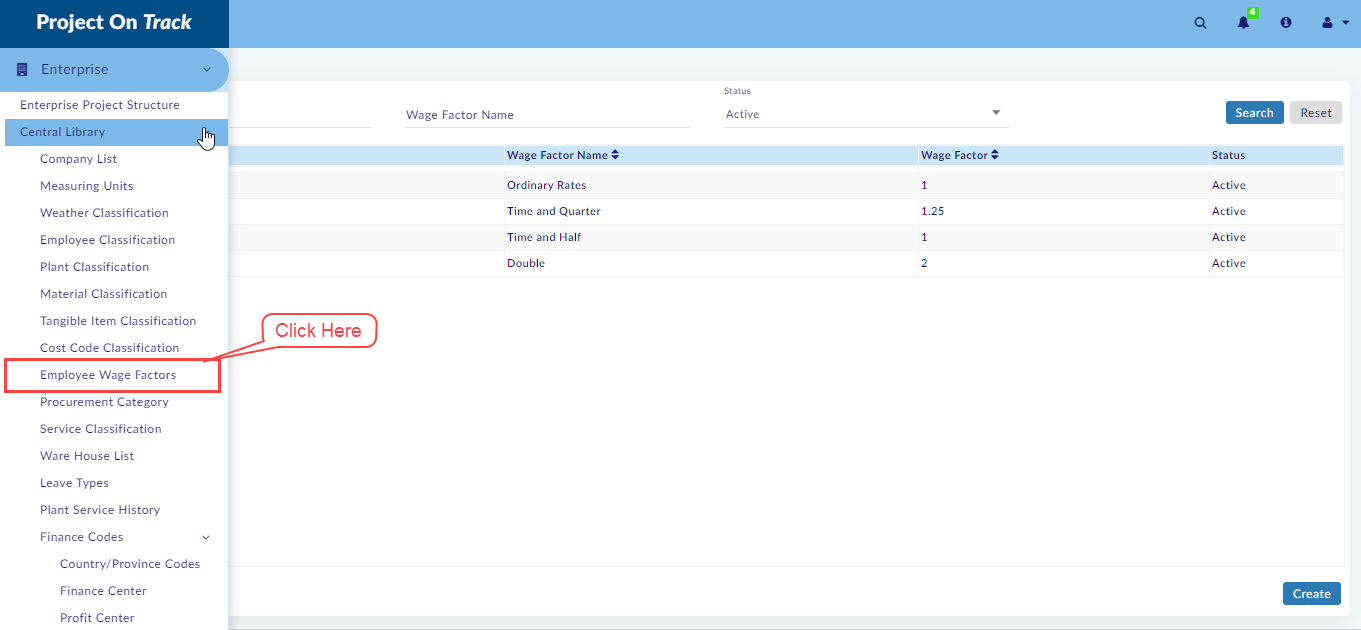 Project On Track
4
Enterprise
Enterprise Project Structure
Central Library
Company List
Measuring Units
Weather Classification
Employee Classification
Plant Classification
Material Classification
Tangible Item Classification
Cost Code Classification
Employee Wage Factors
Procurement Category
Service Classification
Ware House List
Leave Types
Plant Service History
Finance Codes
Country/Province Codes
Finance Center
Profit Center
Click Here
Wage Factor Name
Status
Active
Search Reset
Wage Factor Name Wage Factor Status
Ordinary Rates 1 Active
Time and Quarter 1.25 Active
Time and Half 1 Active
Double 2 Active
Create